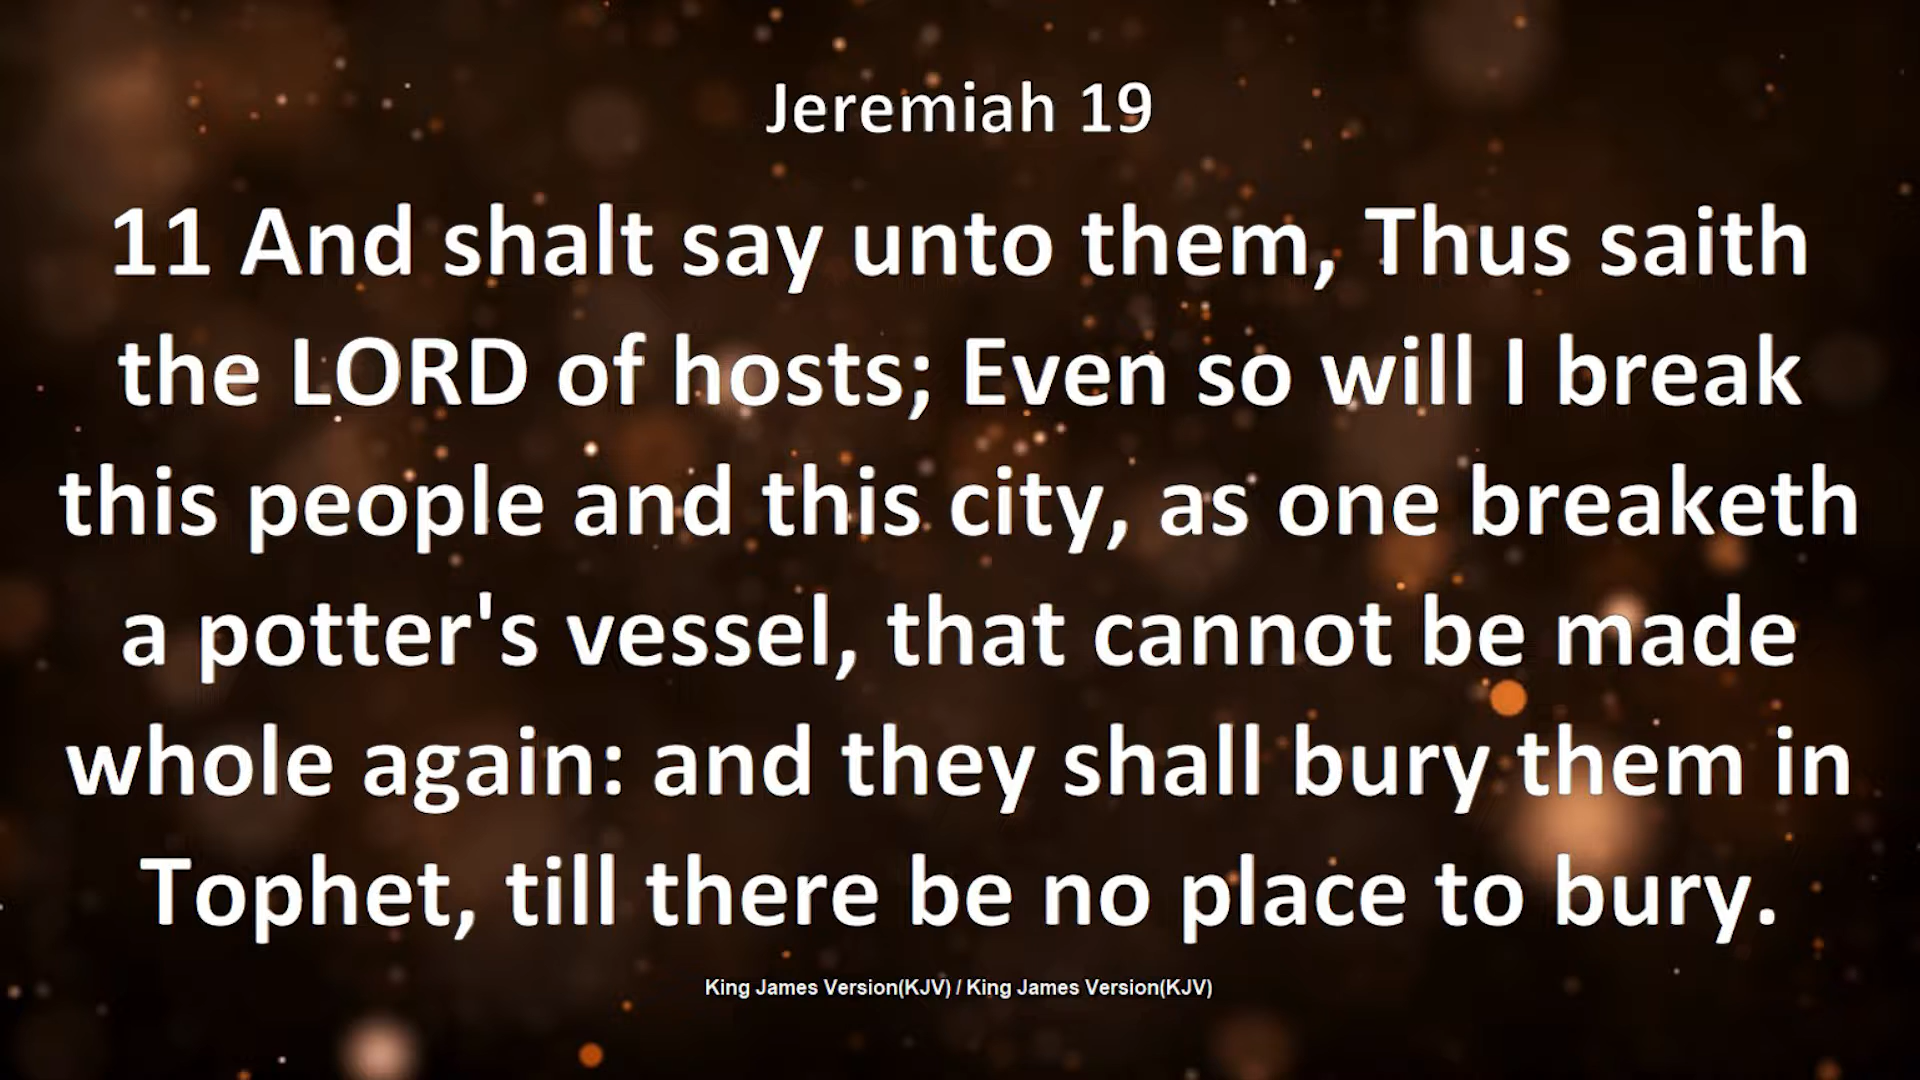 Jeremiah 19
11 And shalt say unto them, Thus saith
the LORD of hosts; Even so will I break
this people and this city, as one breaketh
a potter's vessel, that cannot be made
whole again: and they shall bury them in
Tophet, till there be no place to bury.
King James Version(KJV) / King James Version(KJV)